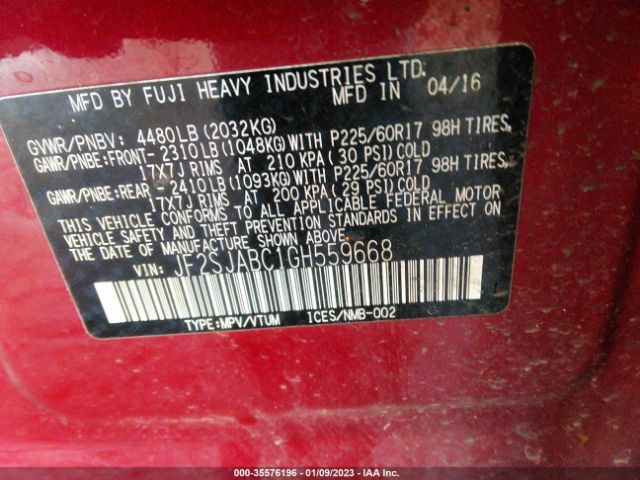 MFD BY FUJI HEAVY INDUSTRIES LTD.
MFD IN 04/16
GVWR/PNBV: 4480LB(2032KG)
GAWR/PNBE:FRONT- 2310LB(1048KG)WITH P225/60R17 98H TIRES,
17X7J RIMS AT 210 KPA(30 PSI)COLD
GAWR/PNBE:REAR - 2410LB(1093KG)WITH P225/60R17 98H TIRES,
17X7J RIMS AT 200 KPA(29 PSI)COLD
THIS VEHICLE CONFORMS TO ALL APPLICABLE FEDERAL MOTOR
VEHICLE SAFETY AND THEFT PREVENTION STANDARDS IN EFFECT ON
THE DATE OF MANUFACTURE SHOWN ABOVE.
VIN: JF2SJABC1GH559668
TYPE:MPV/VTUM ICES/NMB-002
000-35576196 - 01/09/2023 - IAA Inc.